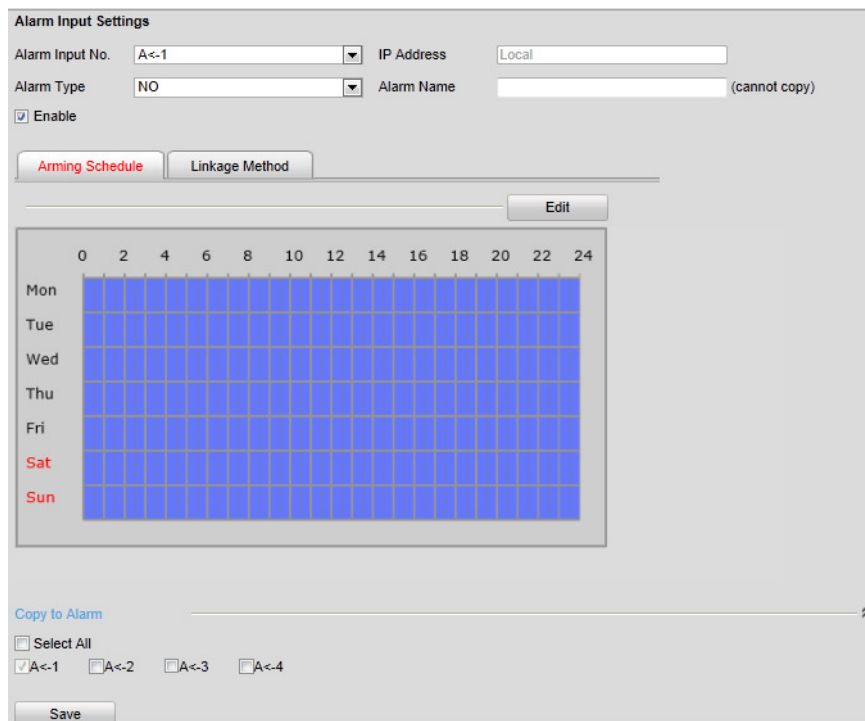 Alarm Input Settings
Alarm Input No. A<-1 IP Address Local
Alarm Type NO Alarm Name (cannot copy)
Enable
Arming Schedule Linkage Method
Edit
0 2 4 6 8 10 12 14 16 18 20 22 24
Mon
Tue
Wed
Thu
Fri
Sat
Sun
Copy to Alarm
Select All
A<-1 A<-2 A<-3 A<-4
Save